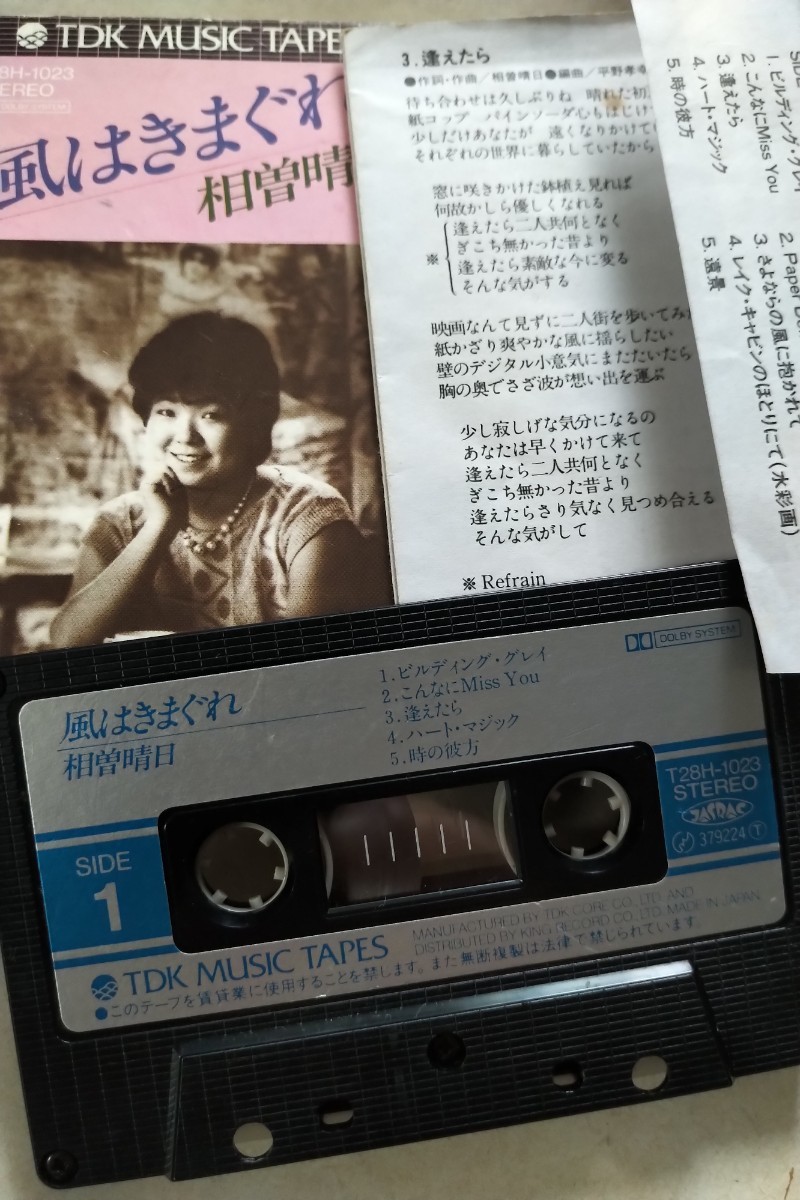 TDK MUSIC TAPE
8H-1023
STEREO
DOLBY SYSTEM
風はきまぐれ
相曽晴
3.逢えたら
●作詞・作曲/相曽晴日●編曲/平野孝幸
待ち合わせは久しぶりね 晴れた初
紙コップ パインソーダ心もはじけ
少しだけあなたが 遠くなりかけて
それぞれの世界に暮らしていたから
窓に咲きかけた鉢植え見れば
何故かしら優しくなれる
※
逢えたら二人共何となく
ぎこち無かった昔より
逢えたら素敵な今に変る
そんな気がする
映画なんて見ずに二人街を歩いてみ
紙かざり爽やかな風に揺らしたい
壁のデジタル小意気にまたたいたら
胸の奥でさざ波が想い出を運ぶ
少し寂しげな気分になるの
あなたは早くかけて来て
逢えたら二人共何となく
ぎこち無かった昔より
逢えたらさり気なく見つめ合える
そんな気がして
※ Refrain
SIDE
1.ビルディング・グレイ
2.こんなにMiss You
3.逢えたら
4.ハート・マジック
5.時の彼方
2. Paper
3.さよならの風に抱かれて
4.レイク・キャビンのほとりにて(水彩画)
5.遠景
風はきまぐれ
相曽晴日
1.ビルディング・グレイ
2.こんなにMiss You
3.逢えたら
4.ハート・マジック
5.時の彼方
DOLBY SYSTEM
T28H-1023
STEREO
JASRAC
379224 T
SIDE
1
TDK MUSIC TAPES
MANUFACTURED BY TDK CORE CO., LTD. AND
DISTRIBUTED BY KING RECORD CO., LTD. MADE IN JAPAN
●このテープを賃貸業に使用することを禁じます。また無断複製は法律で禁じられています。